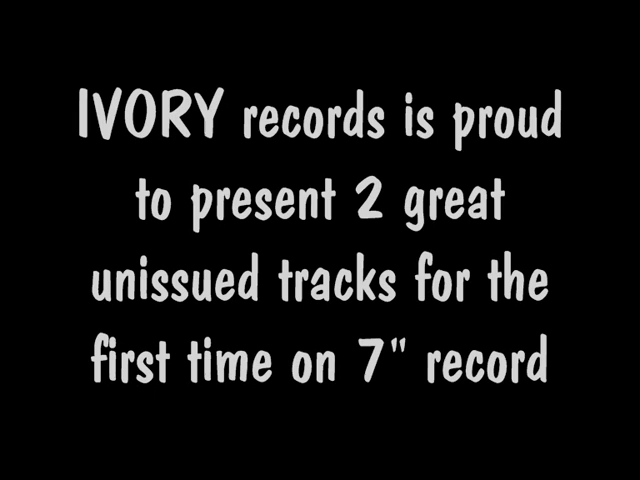 IVORY records is proud
to present 2 great
unissued tracks for the
first time on 7" record